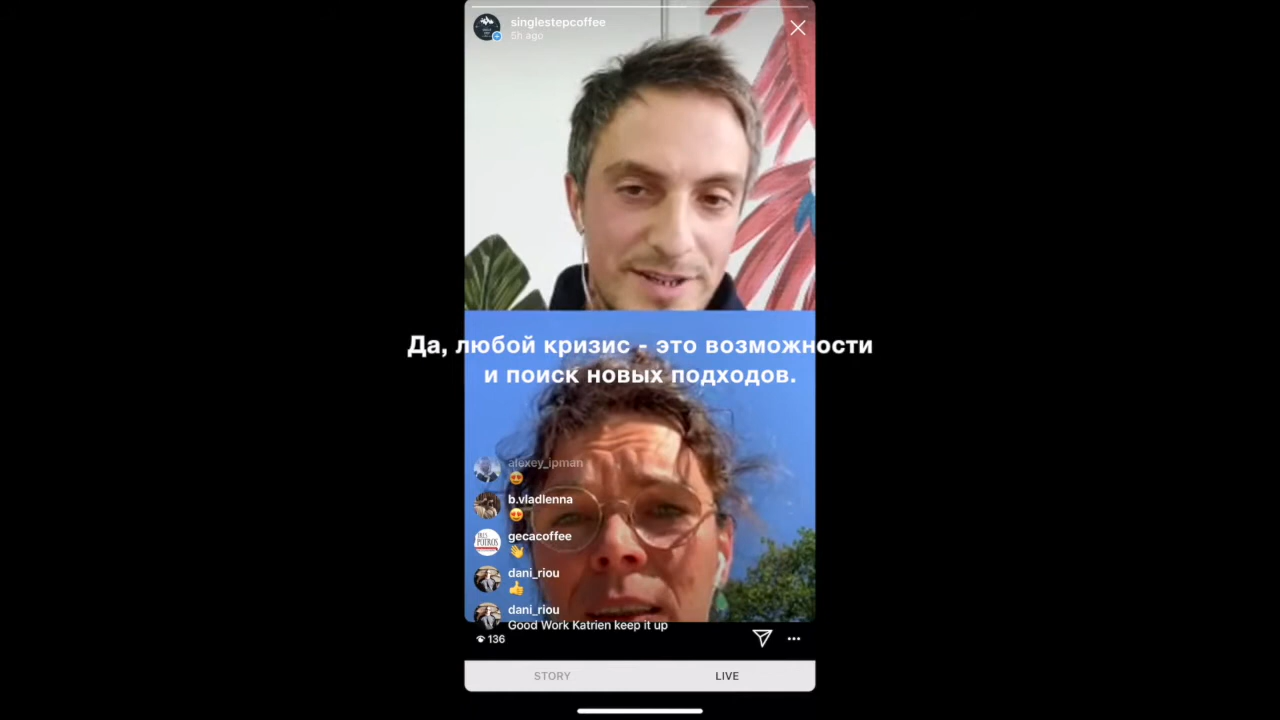 singlestepcoffee
5h ago
Да, любой кризис - это возможности
и поиск новых подходов.
alexey_ipman
😍
b.vladlenna
😍
gecacoffee
👋
dani_riou
👍
dani_riou
Good Work Katrien keep it up
136
STORY
LIVE